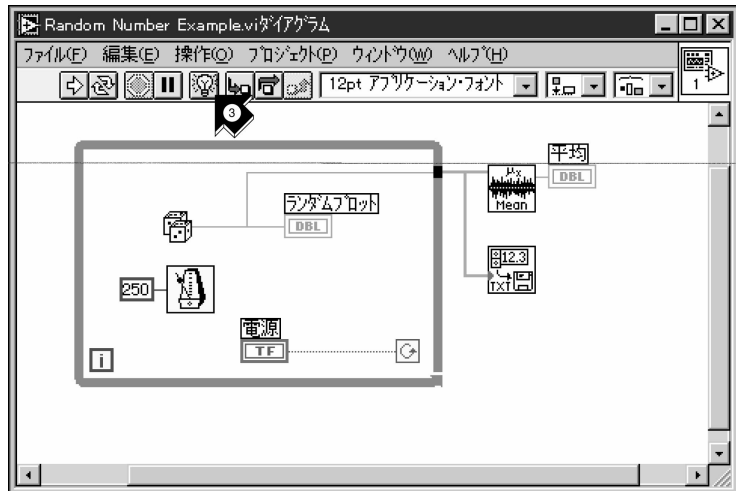 Random Number Example.viﾀﾞｲｱｸﾞﾗﾑ
ﾌｧｲﾙ(F) 編集(E) 操作(O) ﾌﾟﾛｼﾞｪｸﾄ(P) ｳｨﾝﾄﾞｳ(W) ﾍﾙﾌﾟ(H)
12pt ｱﾌﾟﾘｹｰｼｮﾝ･ﾌｫﾝﾄ
1
3
平均
DBL
μx
Mean
ﾗﾝﾀﾞﾑﾌﾟﾛｯﾄ
DBL
12.3
TXT
250
電源
TF
i